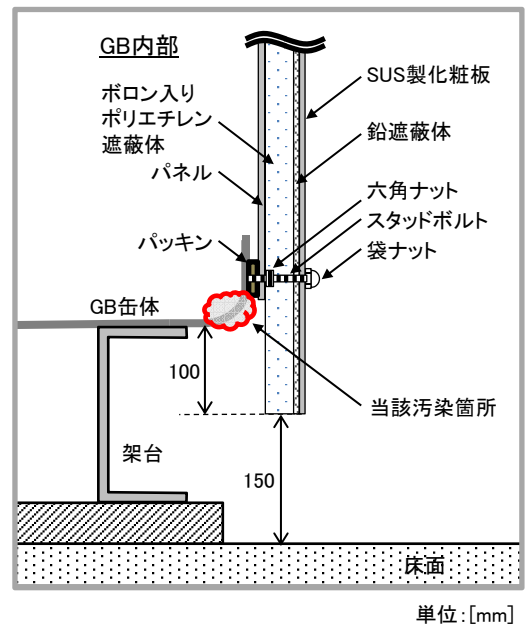 GB内部
ボロン入り
ポリエチレン
遮蔽体
パネル
パッキン
GB缶体
SUS製化粧板
鉛遮蔽体
六角ナット
スタッドボルト
袋ナット
100
当該汚染箇所
架台
150
床面
単位:[mm]